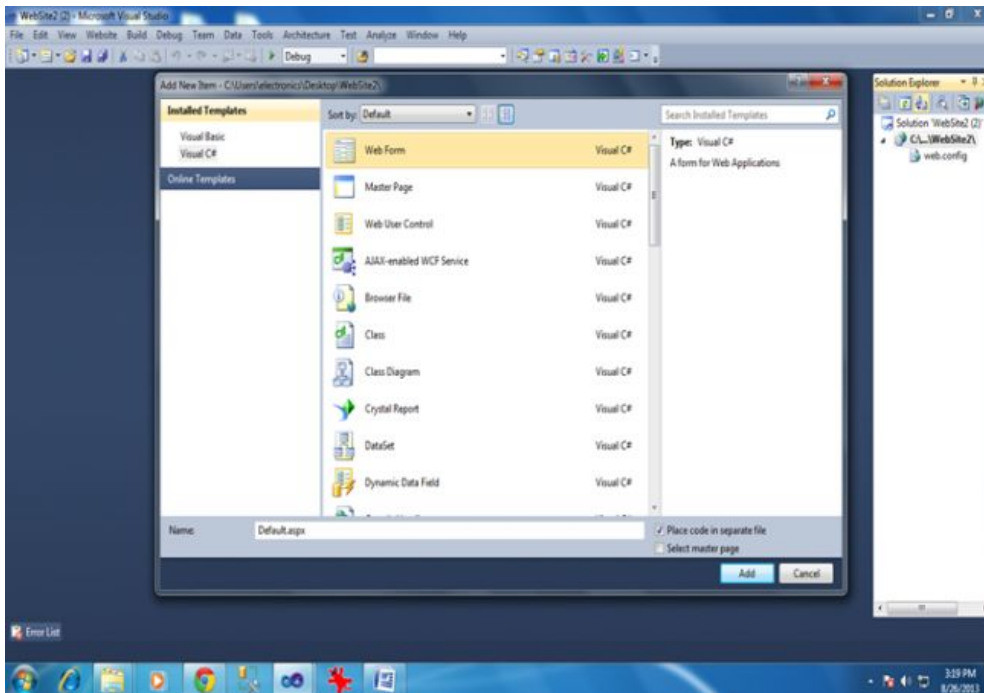 WebSite2 (2) - Microsoft Visual Studio
File Edit View Website Build Debug Team Data Tools Architecture Test Analyze Window Help
Debug
Add New Item - C:\Users\electronics\Desktop\WebSite2\
Installed Templates
Visual Basic
Visual C#
Online Templates
Sort by: Default
Search Installed Templates
Web Form Visual C#
Master Page Visual C#
Web User Control Visual C#
AJAX-enabled WCF Service Visual C#
Browser File Visual C#
Class Visual C#
Class Diagram Visual C#
Crystal Report Visual C#
DataSet Visual C#
Dynamic Data Field Visual C#
Type: Visual C#
A form for Web Applications
Name: Default.aspx
Place code in separate file
Select master page
Add Cancel
Solution Explorer
Solution 'WebSite2 (2)'
C:\...\WebSite2\
web.config
Error List
3:19 PM
8/26/2013